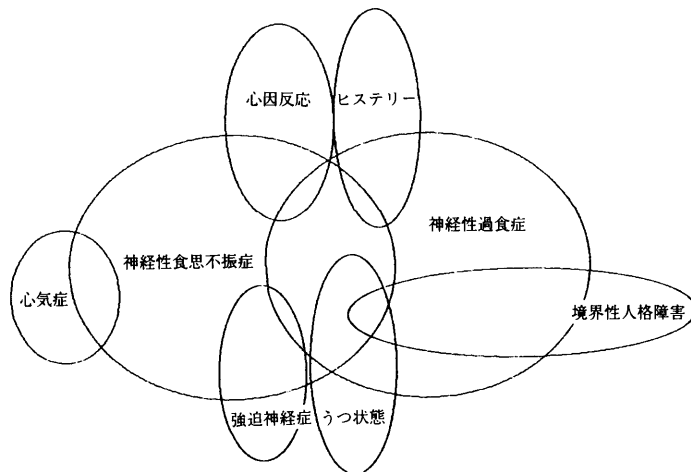 心因反応
ヒステリー
神経性過食症
神経性食思不振症
心気症
境界性人格障害
強迫神経症
うつ状態